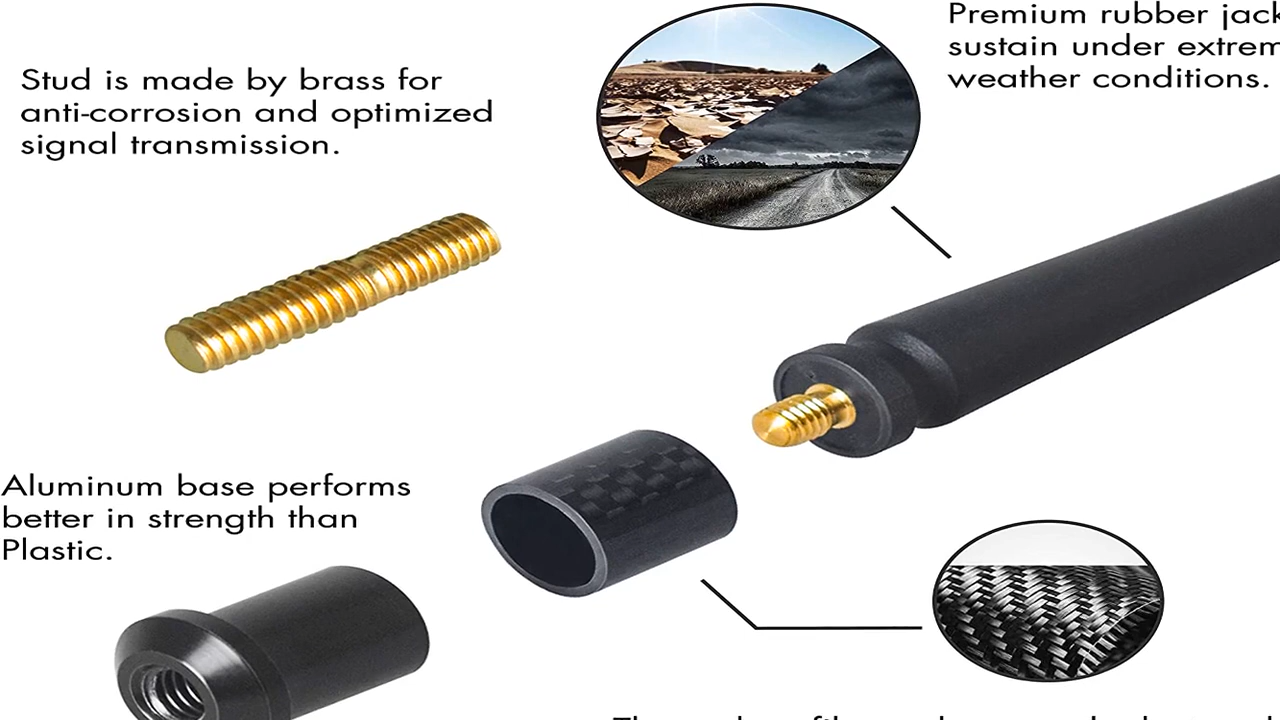 Stud is made by brass for
anti-corrosion and optimized
signal transmission.
Premium rubber
sustain under
weather conditions.
Aluminum base performs
better in strength than
Plastic.